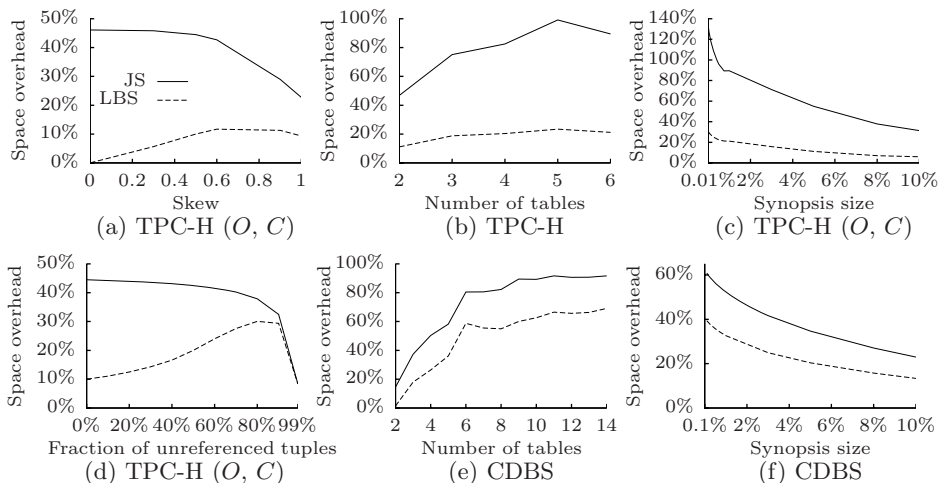 Space overhead
50%
40%
30%
20%
10%
0%
JS
LBS
0 0.2 0.4 0.6 0.8 1
Skew
(a) TPC-H (O, C)
Space overhead
100%
80%
60%
40%
20%
0%
2 3 4 5 6
Number of tables
(b) TPC-H
Space overhead
140%
120%
100%
80%
60%
40%
20%
0%
0.01% 2% 4% 6% 8% 10%
Synopsis size
(c) TPC-H (O, C)
Space overhead
50%
40%
30%
20%
10%
0%
0% 20% 40% 60% 80% 99%
Fraction of unreferenced tuples
(d) TPC-H (O, C)
Space overhead
100%
80%
60%
40%
20%
0%
2 4 6 8 10 12 14
Number of tables
(e) CDBS
Space overhead
60%
40%
20%
0%
0.1% 2% 4% 6% 8% 10%
Synopsis size
(f) CDBS